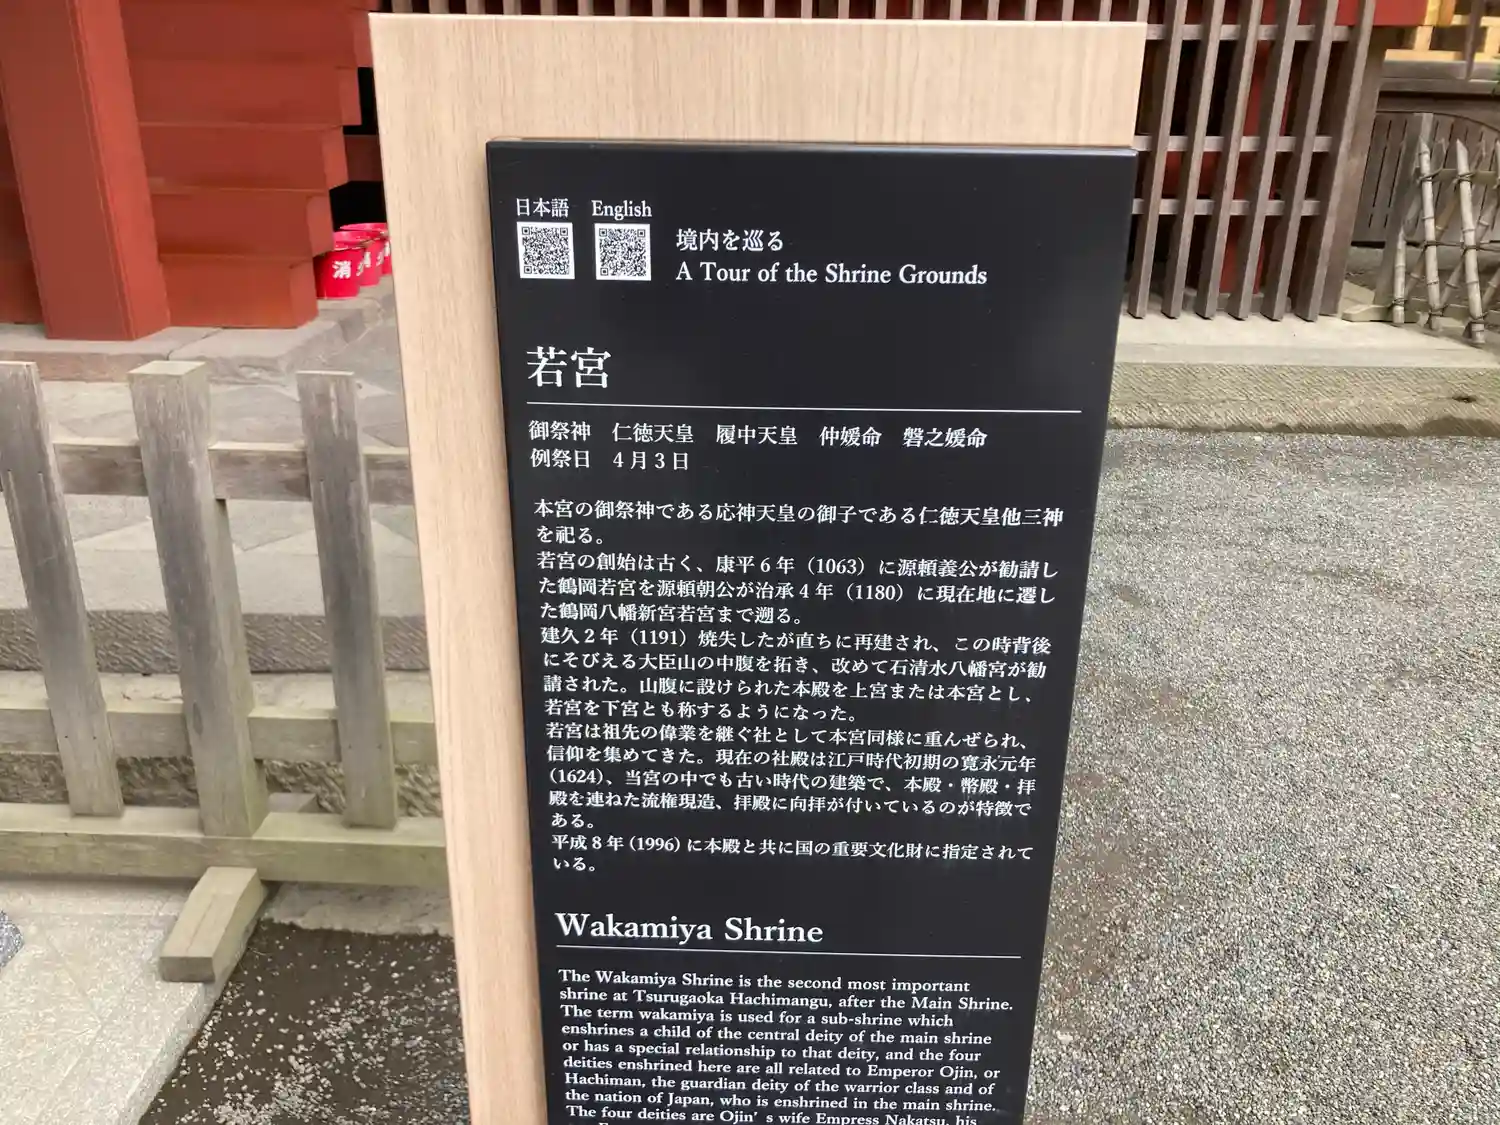 日本語 English
境内を巡る
A Tour of the Shrine Grounds
若宮
御祭神 仁徳天皇 履中天皇 仲媛命 磐之媛命
例祭日 4月3日
本宮の御祭神である応神天皇の御子である仁徳天皇他三神
を祀る。
若宮の創始は古く、康平6年（1063）に源頼義公が勧請し
た鶴岡若宮を源頼朝公が治承4年（1180）に現在地に遷し
た鶴岡八幡新宮若宮まで遡る。
建久2年（1191）焼失したが直ちに再建され、この時背後
にそびえる大臣山の中腹を拓き、改めて石清水八幡宮が勧
請された。山腹に設けられた本殿を上宮または本宮とし、
若宮を下宮とも称するようになった。
若宮は祖先の偉業を継ぐ社として本宮同様に重んぜられ、
信仰を集めてきた。現在の社殿は江戸時代初期の寛永元年
(1624)、当宮の中でも古い時代の建築で、本殿・幣殿・拝
殿を連ねた流権現造、拝殿に向拝が付いているのが特徴で
ある。
平成8年(1996)に本殿と共に国の重要文化財に指定されて
いる。
Wakamiya Shrine
The Wakamiya Shrine is the second most important
shrine at Tsurugaoka Hachimangu, after the Main Shrine.
The term wakamiya is used for a sub-shrine which
enshrines a child of the central deity of the main shrine
or has a special relationship to that deity, and the four
deities enshrined here are all related to Emperor Ojin, or
Hachiman, the guardian deity of the warrior class and of
the nation of Japan, who is enshrined in the main shrine.
The four deities are Ojin's wife Empress Nakatsu, his
消